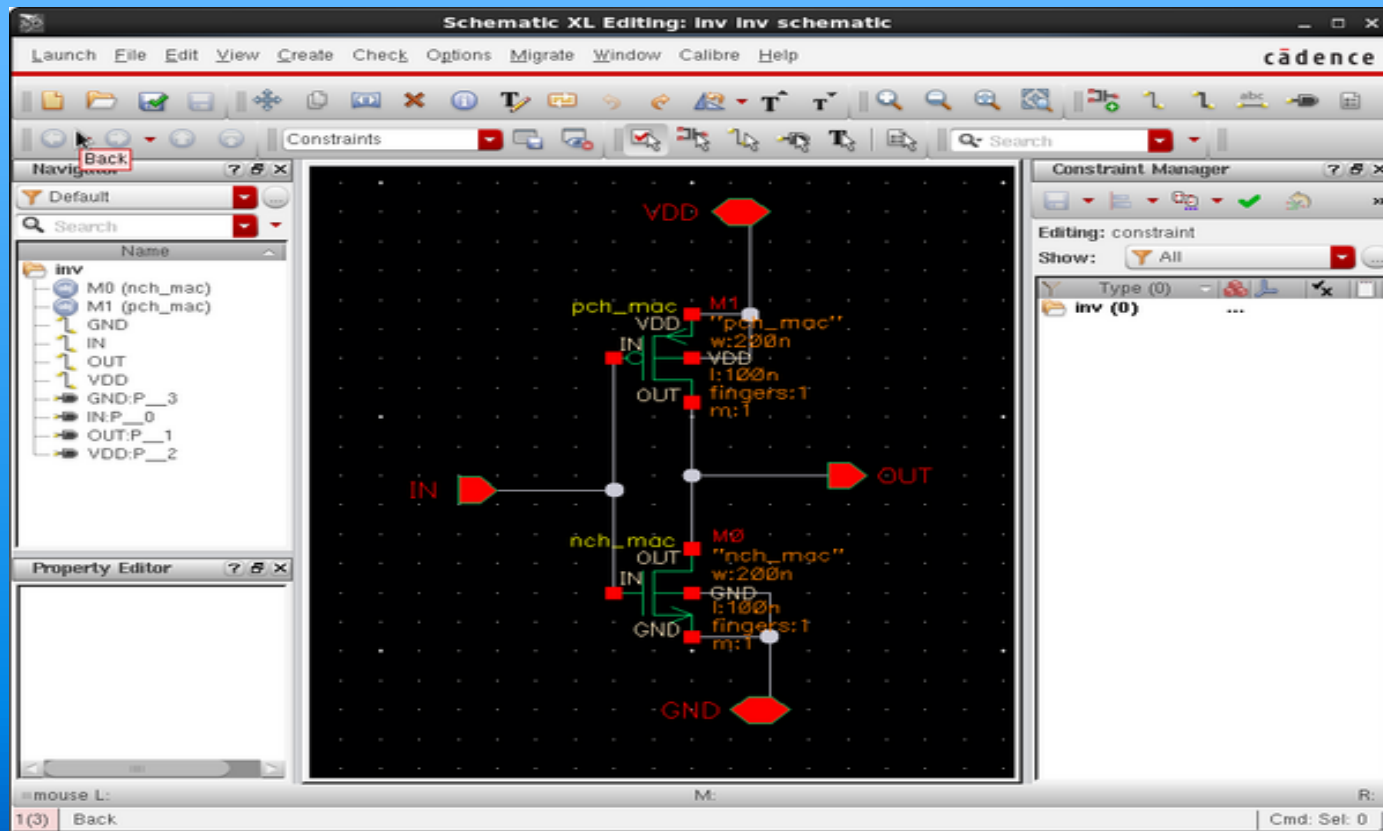 Schematic XL Editing: inv inv schematic
Launch File Edit View Create Check Options Migrate Window Calibre Help
cādence
Constraints
Search
Back
Navigator
Default
Search
Name
inv
M0 (nch_mac)
M1 (pch_mac)
GND
IN
OUT
VDD
GND:P__3
IN:P__0
OUT:P__1
VDD:P__2
Property Editor
VDD
pch_mac
M1
VDD
"pch_mac"
IN
w:200n
VDD
l:100n
OUT
fingers:1
m:1
IN
OUT
nch_mac
M0
OUT
"nch_mac"
IN
w:200n
GND
l:100n
GND
fingers:1
m:1
GND
Constraint Manager
Editing: constraint
Show: All
Type (0)
inv (0) ...
mouse L: M: R:
1(3) Back Cmd: Sel: 0